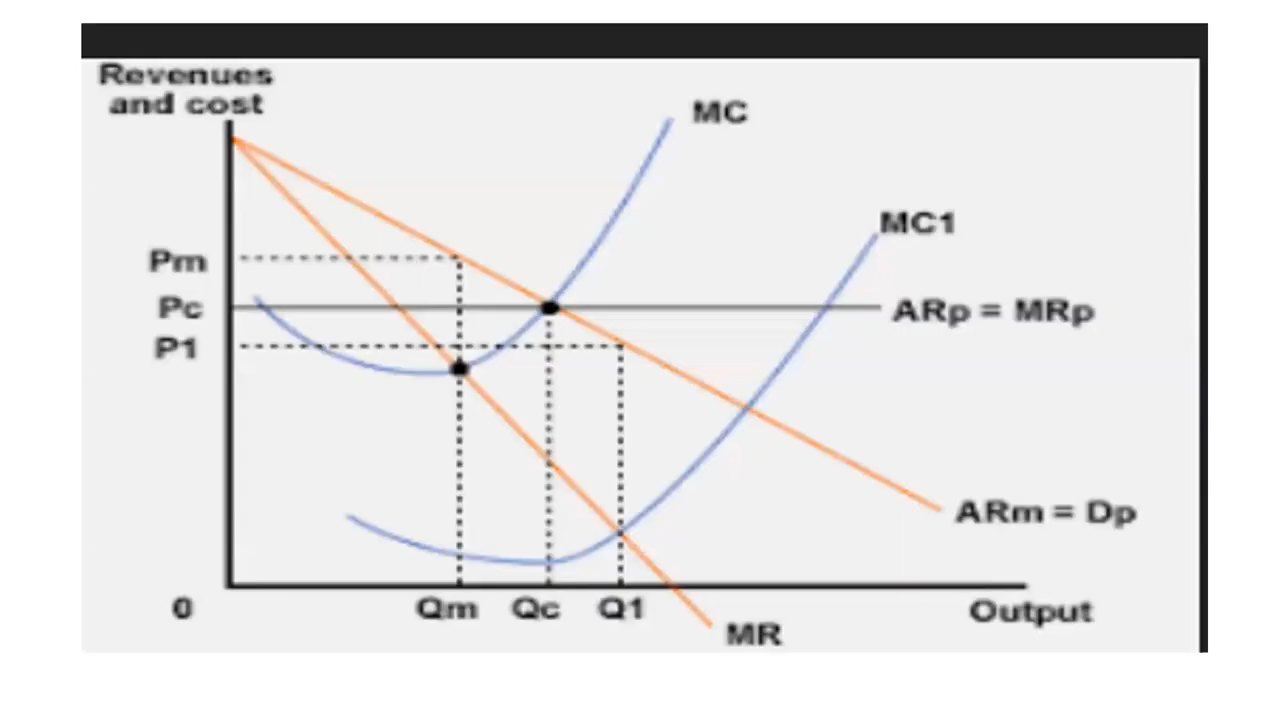 Revenues
and cost
MC
MC1
Pm
Pc
ARp = MRp
P1
ARm = Dp
0
Qm
Qc
Q1
Output
MR